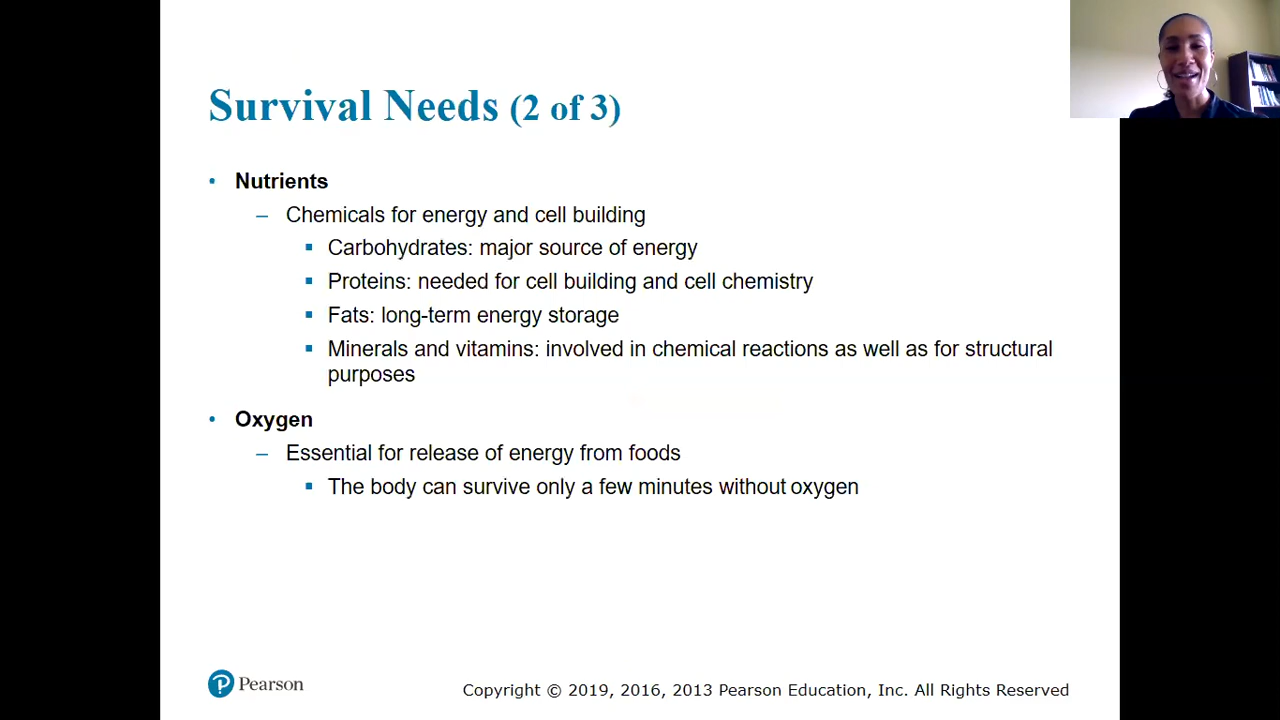 Survival Needs (2 of 3)
• Nutrients
– Chemicals for energy and cell building
▪ Carbohydrates: major source of energy
▪ Proteins: needed for cell building and cell chemistry
▪ Fats: long-term energy storage
▪ Minerals and vitamins: involved in chemical reactions as well as for structural
purposes
• Oxygen
– Essential for release of energy from foods
▪ The body can survive only a few minutes without oxygen
Pearson
Copyright © 2019, 2016, 2013 Pearson Education, Inc. All Rights Reserved